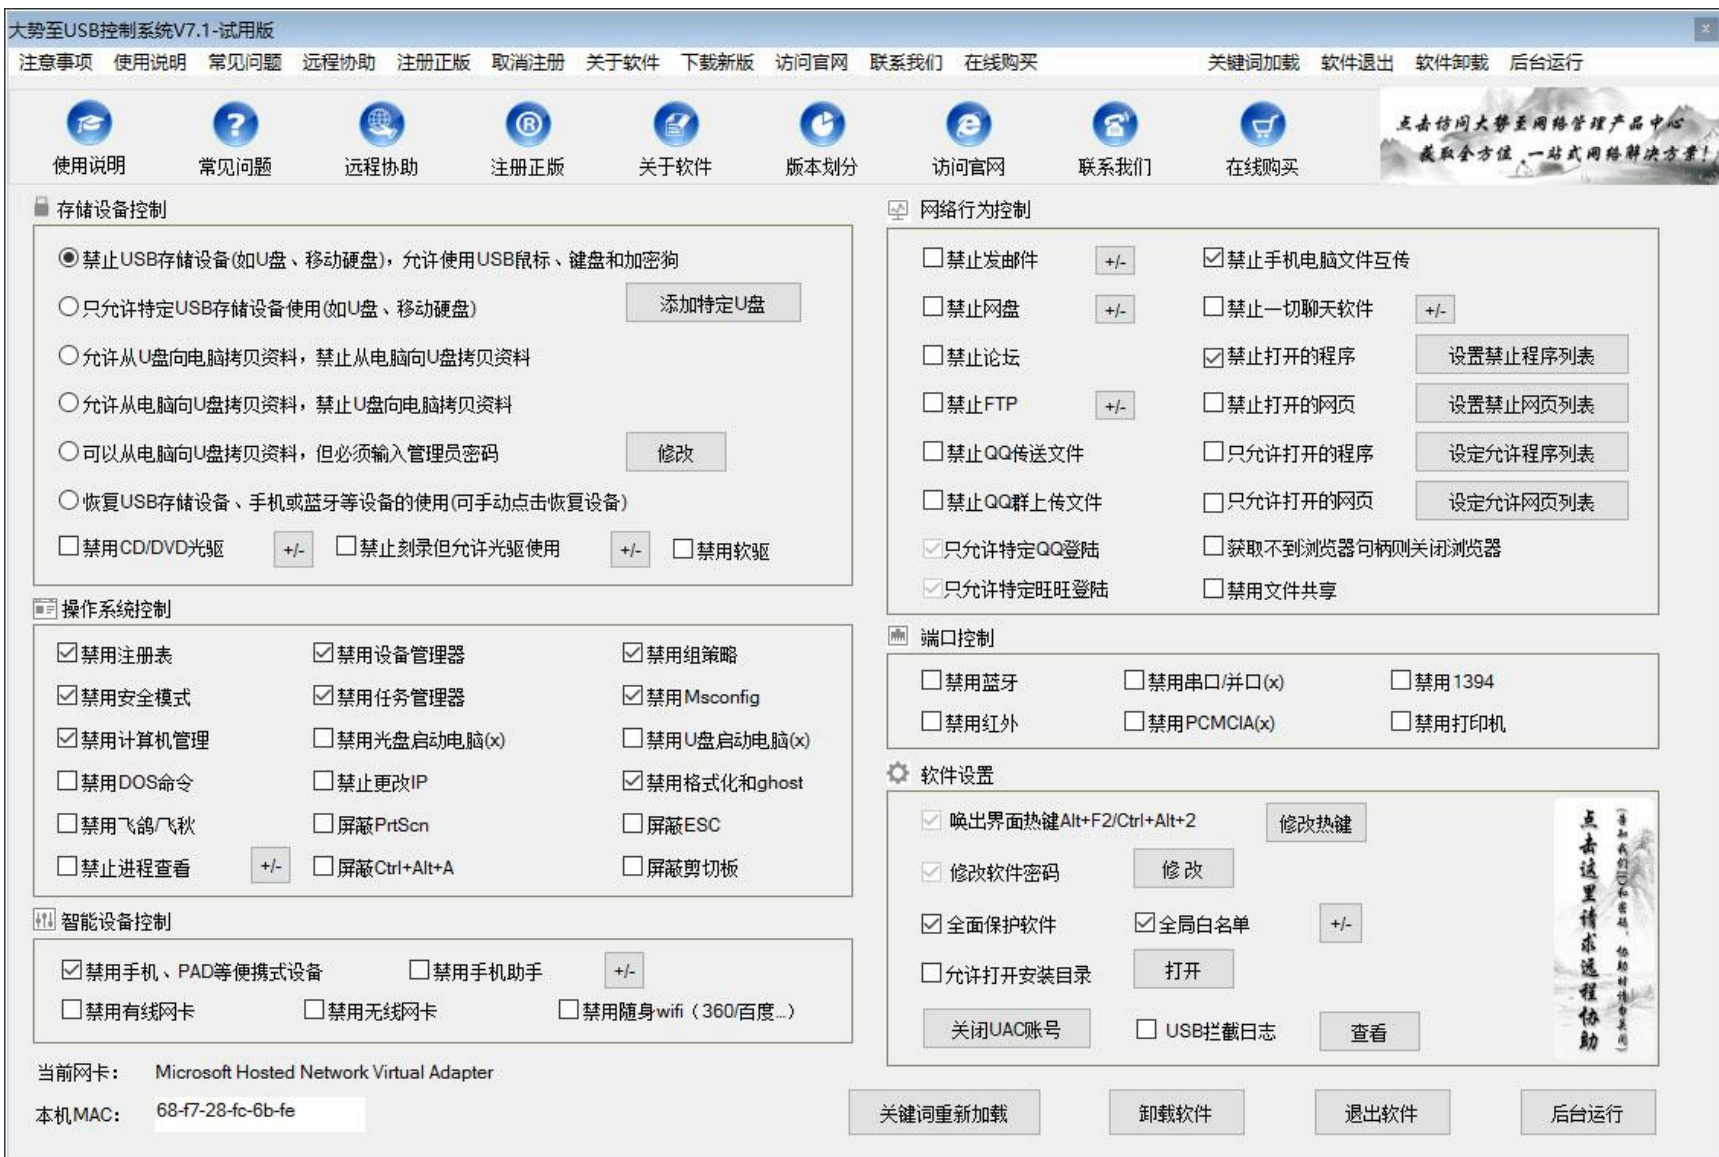 大势至USB控制系统V7.1-试用版
x
注意事项 使用说明 常见问题 远程协助 注册正版 取消注册 关于软件 下载新版 访问官网 联系我们 在线购买 关键词加载 软件退出 软件卸载 后台运行
使用说明 常见问题 远程协助 注册正版 关于软件 版本划分 访问官网 联系我们 在线购买
点击访问大势至网络管理产品中心
获取全方位、一站式网络解决方案!
存储设备控制
禁止USB存储设备(如U盘、移动硬盘)，允许使用USB鼠标、键盘和加密狗
只允许特定USB存储设备使用(如U盘、移动硬盘) 添加特定U盘
允许从U盘向电脑拷贝资料，禁止从电脑向U盘拷贝资料
允许从电脑向U盘拷贝资料，禁止U盘向电脑拷贝资料
可以从电脑向U盘拷贝资料，但必须输入管理员密码 修改
恢复USB存储设备、手机或蓝牙等设备的使用(可手动点击恢复设备)
禁用CD/DVD光驱 +/- 禁止刻录但允许光驱使用 +/- 禁用软驱
操作系统控制
禁用注册表 禁用设备管理器 禁用组策略
禁用安全模式 禁用任务管理器 禁用Msconfig
禁用计算机管理 禁用光盘启动电脑(x) 禁用U盘启动电脑(x)
禁用DOS命令 禁止更改IP 禁用格式化和ghost
禁用飞鸽/飞秋 屏蔽PrtScn 屏蔽ESC
禁止进程查看 +/- 屏蔽Ctrl+Alt+A 屏蔽剪切板
智能设备控制
禁用手机、PAD等便携式设备 禁用手机助手 +/-
禁用有线网卡 禁用无线网卡 禁用随身wifi（360/百度...）
当前网卡： Microsoft Hosted Network Virtual Adapter
本机MAC： 68-f7-28-fc-6b-fe
网络行为控制
禁止发邮件 +/- 禁止手机电脑文件互传
禁止网盘 +/- 禁止一切聊天软件 +/-
禁止论坛 禁止打开的程序 设置禁止程序列表
禁止FTP +/- 禁止打开的网页 设置禁止网页列表
禁止QQ传送文件 只允许打开的程序 设定允许程序列表
禁止QQ群上传文件 只允许打开的网页 设定允许网页列表
只允许特定QQ登陆 获取不到浏览器句柄则关闭浏览器
只允许特定旺旺登陆 禁用文件共享
端口控制
禁用蓝牙 禁用串口/并口(x) 禁用1394
禁用红外 禁用PCMCIA(x) 禁用打印机
软件设置
唤出界面热键Alt+F2/Ctrl+Alt+2 修改热键
修改软件密码 修改
全面保护软件 全局白名单 +/-
允许打开安装目录 打开
关闭UAC账号 USB拦截日志 查看
点击这里请求远程协助
(告知我们ID和密码，协助时请勿关闭)
关键词重新加载 卸载软件 退出软件 后台运行